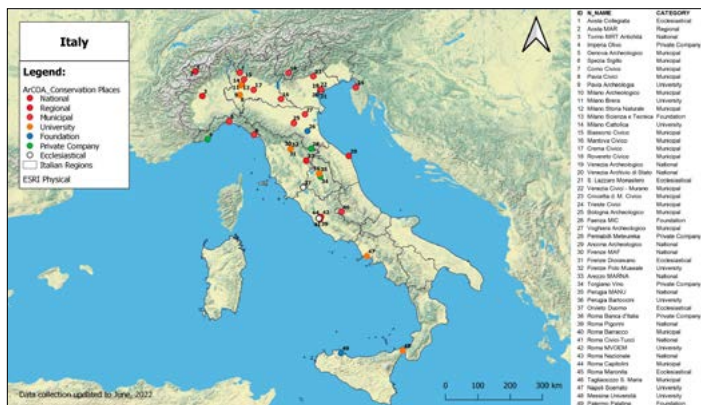 Italy
Legend:
ArCOA_Conservation Places
National
Regional
Municipal
University
Foundation
Private Company
Ecclesiastical
Italian Regions
ESRI Physical
Data collection updated to June, 2022
0 100 200 300 km
ID N_NAME CATEGORY
1 Aosta Collegiata Ecclesiastical
2 Aosta MAR Regional
3 Torino MRT Antichità National
4 Imperia Olivo Private Company
5 Genova Archeologico Municipal
6 Spezia Sigillo Municipal
7 Como Civico Municipal
8 Pavia Civici Municipal
9 Pavia Archeologia University
10 Milano Archeologico Municipal
11 Milano Brera University
12 Milano Storia Naturale Municipal
13 Milano Scienza e Tecnica Foundation
14 Milano Cattolica University
15 Biassono Civico Municipal
16 Mantova Civico Municipal
17 Crema Civico Municipal
18 Rovereto Civico Municipal
19 Venezia Archeologico National
20 Venezia Archivio di Stato National
21 S. Lazzaro Monastero Ecclesiastical
22 Venezia Civici - Murano Municipal
23 Crocetta d. M. Civico Municipal
24 Trieste Civici Municipal
25 Bologna Archeologico Municipal
26 Faenza MIC Foundation
27 Voghiera Archeologico Municipal
28 Pennabilli Mateureka Private Company
29 Ancona Archeologico National
30 Firenze MAF National
31 Firenze Ecclesiastical
32 Firenze Polo Museale University
33 Arezzo MARNA National
34 Torgiano Vino Private Company
35 Perugia MANU National
36 Perugia University
37 Orvieto Duomo Ecclesiastical
38 Roma Banca d'Italia Private Company
39 Roma Pigorini National
40 Roma Barracco Municipal
41 Roma Civico-Tucci National
42 Roma MVOEM University
43 Roma Nazionale National
44 Roma Capitolini Municipal
45 Roma Maronita Ecclesiastical
46 Tagliacozzo S. Maria Municipal
47 Napoli University
48 Messina Università University
49 Palermo Palatina Foundation